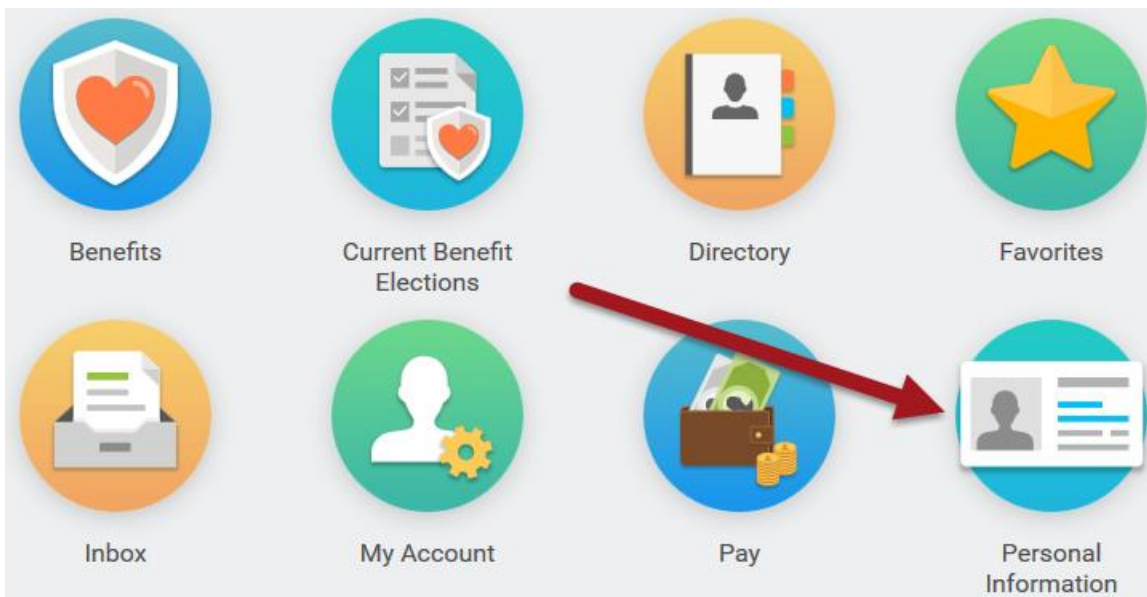 Benefits
Current Benefit
Elections
Directory
Favorites
Inbox
My Account
Pay
Personal
Information